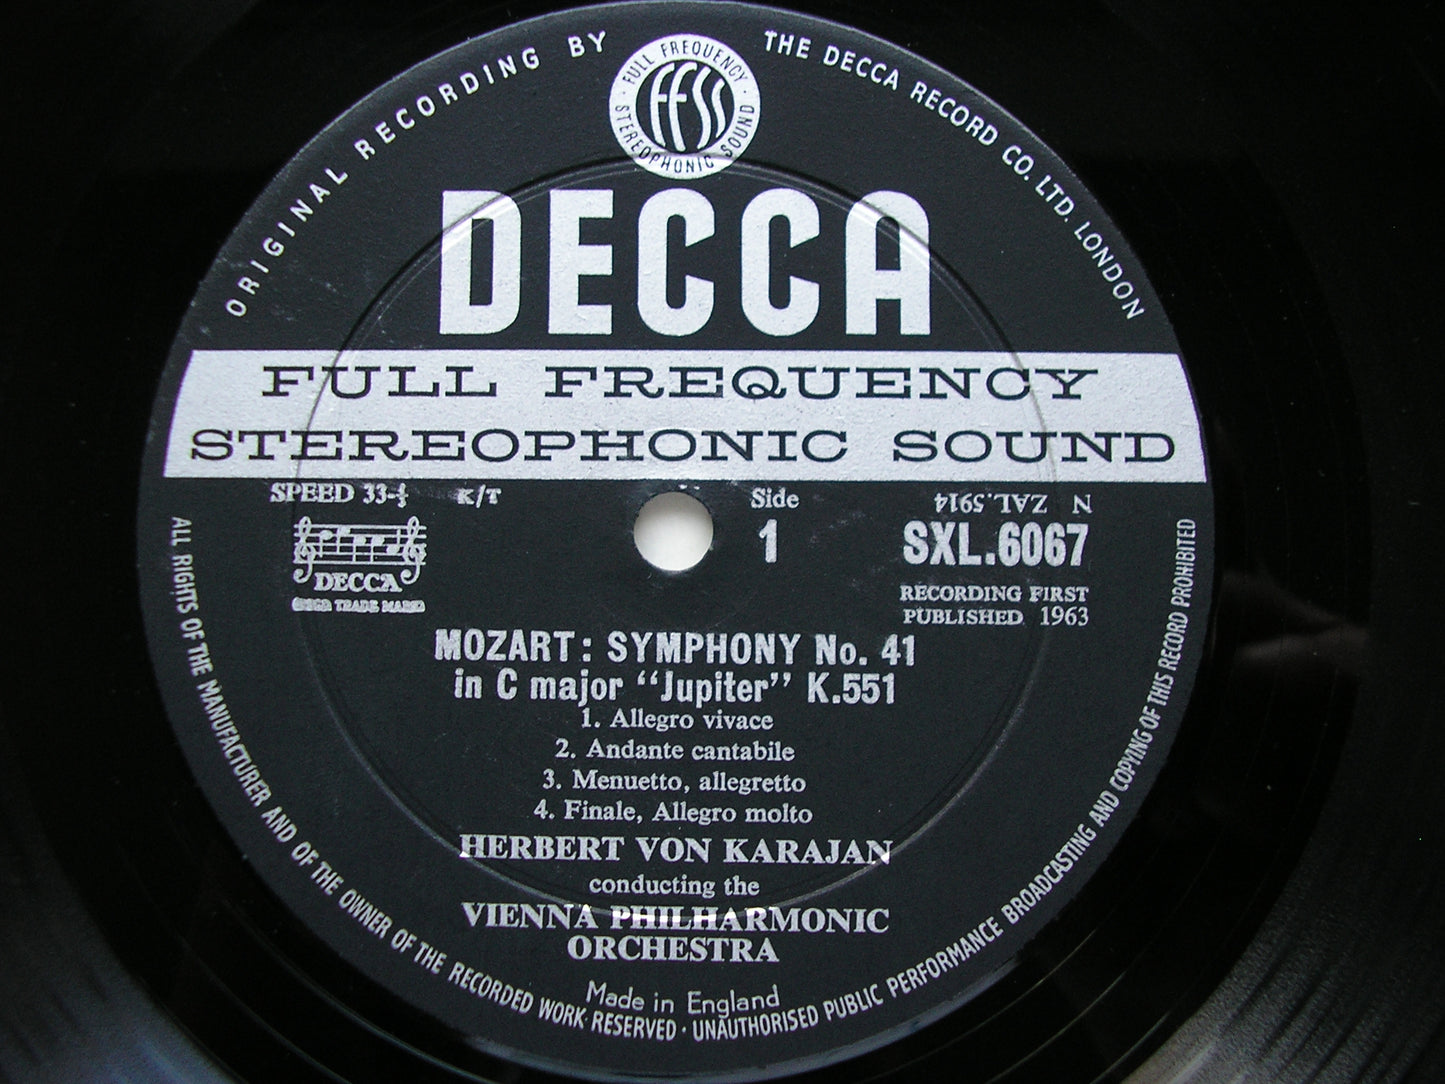 ORIGINAL RECORDING BY
THE DECCA RECORD CO. LTD. LONDON
FULL FREQUENCY
FFSS
STEREOPHONIC SOUND
DECCA
FULL FREQUENCY
STEREOPHONIC SOUND
SPEED 33-⅓ K/T
Side
1
N ZAL.5914
SXL.6067
RECORDING FIRST
PUBLISHED 1963
DECCA
TRADE MARK
MOZART: SYMPHONY No. 41
in C major "Jupiter" K.551
1. Allegro vivace
2. Andante cantabile
3. Menuetto, allegretto
4. Finale, Allegro molto
HERBERT VON KARAJAN
conducting the
VIENNA PHILHARMONIC
ORCHESTRA
Made in England
ALL RIGHTS OF THE MANUFACTURER AND OF THE OWNER OF THE RECORDED WORK RESERVED · UNAUTHORISED PUBLIC PERFORMANCE BROADCASTING AND COPYING OF THIS RECORD PROHIBITED